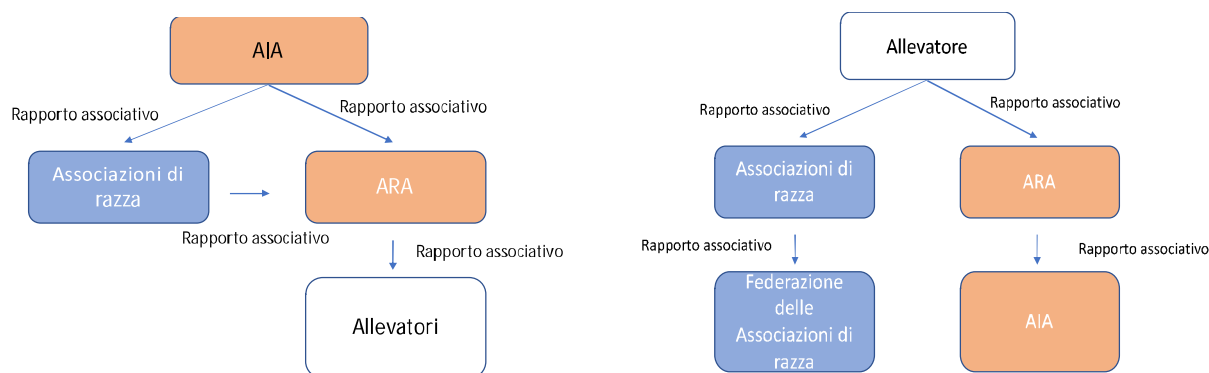 AIA
Rapporto associativo
Rapporto associativo
Associazioni di
razza
ARA
Rapporto associativo
Rapporto associativo
Allevatori
Allevatore
Rapporto associativo
Rapporto associativo
Associazioni di
razza
ARA
Rapporto associativo
Rapporto associativo
Federazione
delle
Associazioni di
razza
AIA